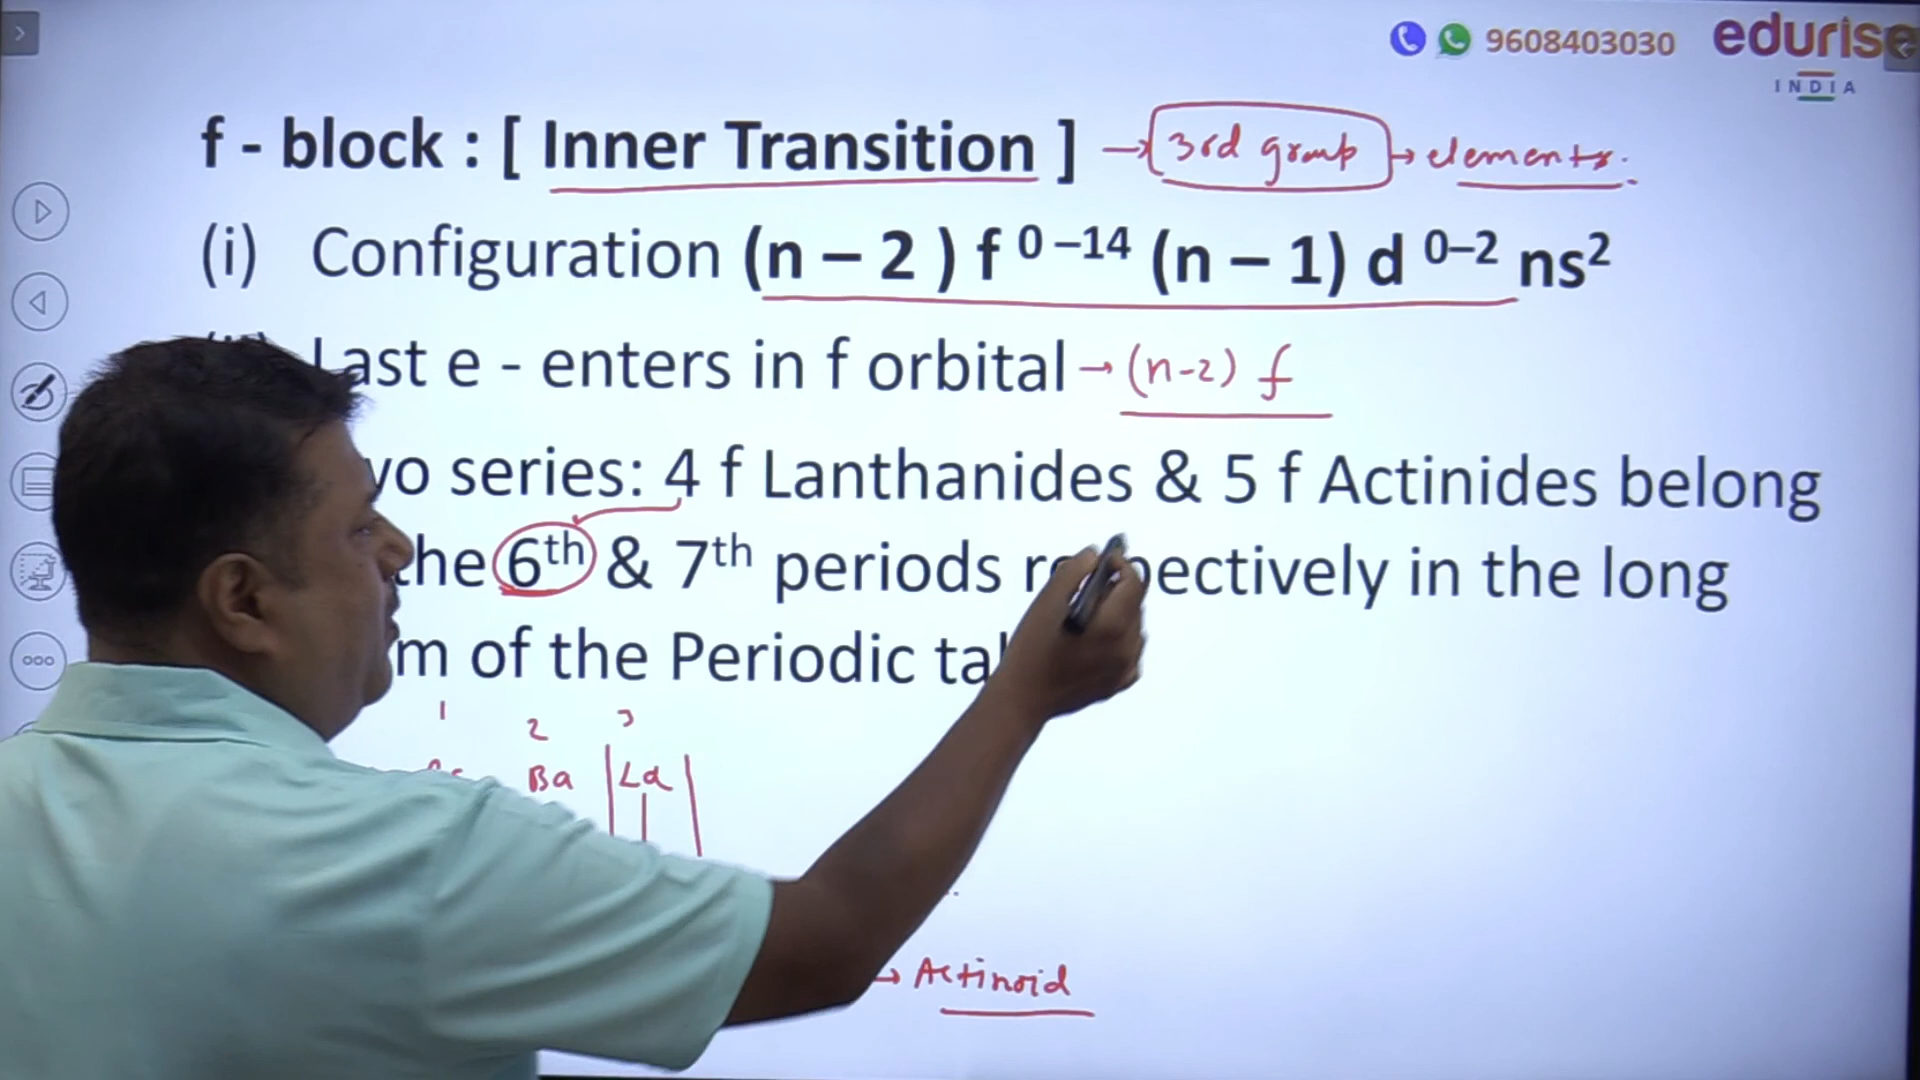 9608403030 edurise
INDIA
f - block : [ Inner Transition ] → 3rd group → elements.
(i) Configuration (n – 2 ) f 0 –14 (n – 1) d 0–2 ns2
Last e - enters in f orbital → (n-2) f
series: 4 f Lanthanides & 5 f Actinides belong
the 6th & 7th periods in the long
of the Periodic
1 2 3
Ba La
→ Actinoid